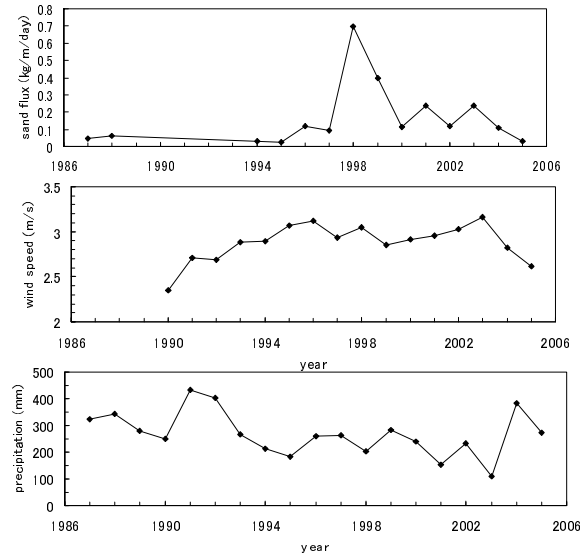 sand flux (kg/m/day)
0.8
0.7
0.6
0.5
0.4
0.3
0.2
0.1
0
1986 1990 1994 1998 2002 2006
wind speed (m/s)
3.5
3
2.5
2
1986 1990 1994 1998 2002 2006
year
precipitation (mm)
500
400
300
200
100
0
1986 1990 1994 1998 2002 2006
year